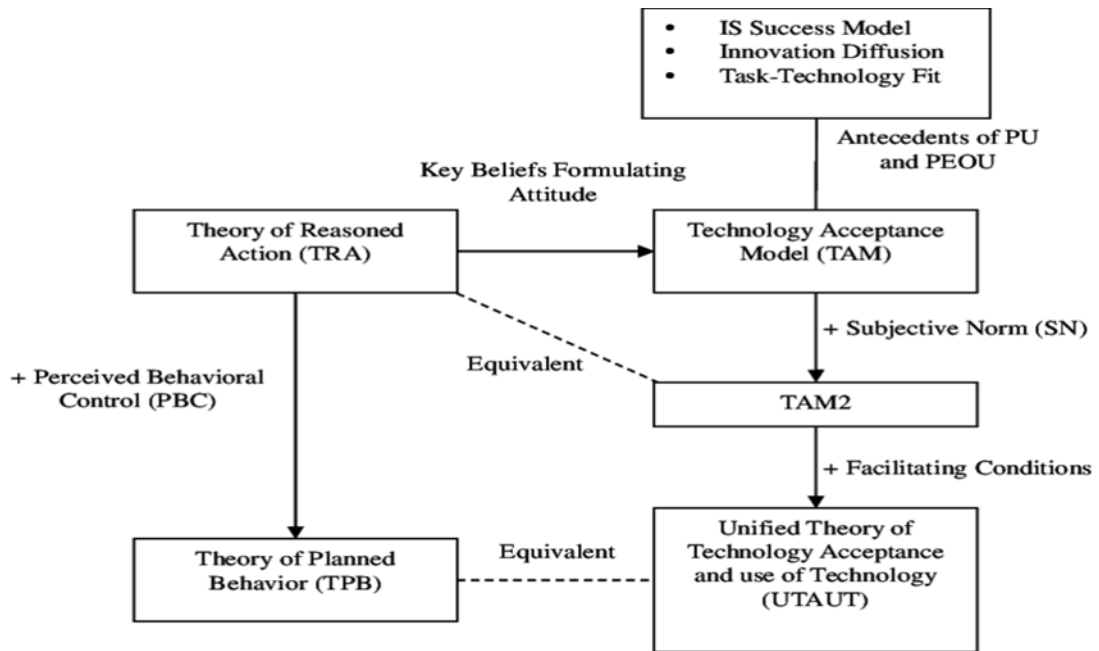 • IS Success Model
• Innovation Diffusion
• Task-Technology Fit
Antecedents of PU
and PEOU
Key Beliefs Formulating
Attitude
Theory of Reasoned
Action (TRA)
Technology Acceptance
Model (TAM)
+ Subjective Norm (SN)
Equivalent
+ Perceived Behavioral
Control (PBC)
TAM2
+ Facilitating Conditions
Theory of Planned
Behavior (TPB)
Equivalent
Unified Theory of
Technology Acceptance
and use of Technology
(UTAUT)